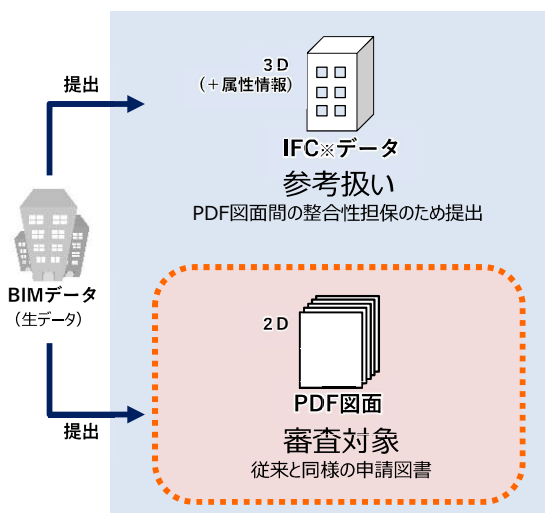 提出
3D
(+属性情報)
IFC※データ
参考扱い
PDF図面間の整合性担保のため提出
BIMデータ
(生データ)
2D
PDF図面
審査対象
従来と同様の申請図書
提出